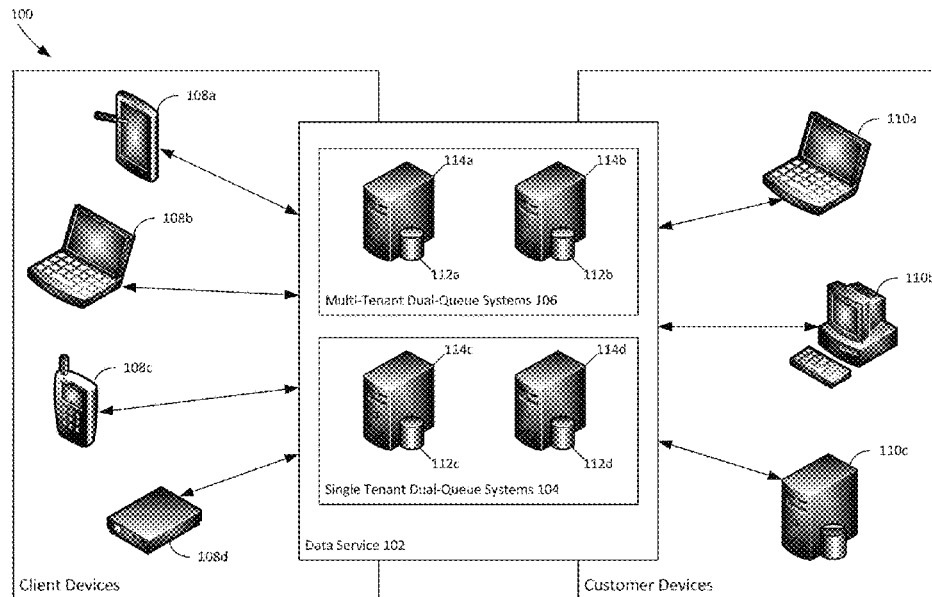 100
108a
110a
114a
114b
108b
112a
112b
110b
Multi-Tenant Dual-Queue Systems 106
114c
114d
108c
112c
112d
110c
Single Tenant Dual-Queue Systems 104
108d
Data Service 102
Client Devices
Customer Devices